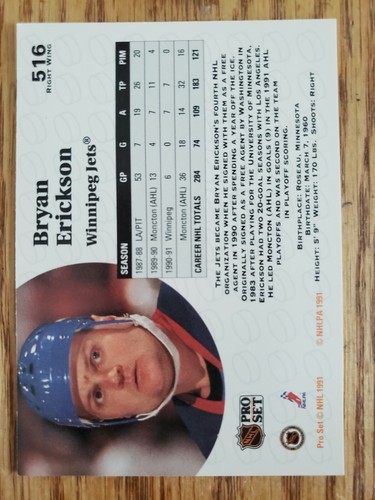 516
RIGHT WING
Bryan
Erickson
Winnipeg Jets®
SEASON GP G A TP PIM
1987-88 LA/PIT 53 7 19 26 20
1989-90 Moncton (AHL) 13 4 7 11 4
1990-91 Winnipeg 6 0 7 7 0
Moncton (AHL) 36 18 14 32 16
CAREER NHL TOTALS 284 74 109 183 121
THE JETS BECAME BRYAN ERICKSON'S FOURTH NHL
ORGANIZATION WHEN HE SIGNED WITH THEM AS A FREE
AGENT IN 1990 AFTER SPENDING A YEAR OFF THE ICE.
ORIGINALLY SIGNED AS A FREE AGENT BY WASHINGTON IN
1983 AFTER PLAYING FOR THE UNIVERSITY OF MINNESOTA,
ERICKSON HAD TWO 20-GOAL SEASONS WITH LOS ANGELES.
HE LED MONCTON (AHL) IN GOALS (9) IN THE 1991 AHL
PLAYOFFS AND WAS SECOND ON THE TEAM
IN PLAYOFF SCORING.
BIRTHPLACE: ROSEAU, MINNESOTA
BIRTHDATE: MARCH 7, 1960
HEIGHT: 5' 9" WEIGHT: 170 LBS. SHOOTS: RIGHT
PRO SET
NHL
Pro Set © NHL 1991
NHLPA
© NHLPA 1991